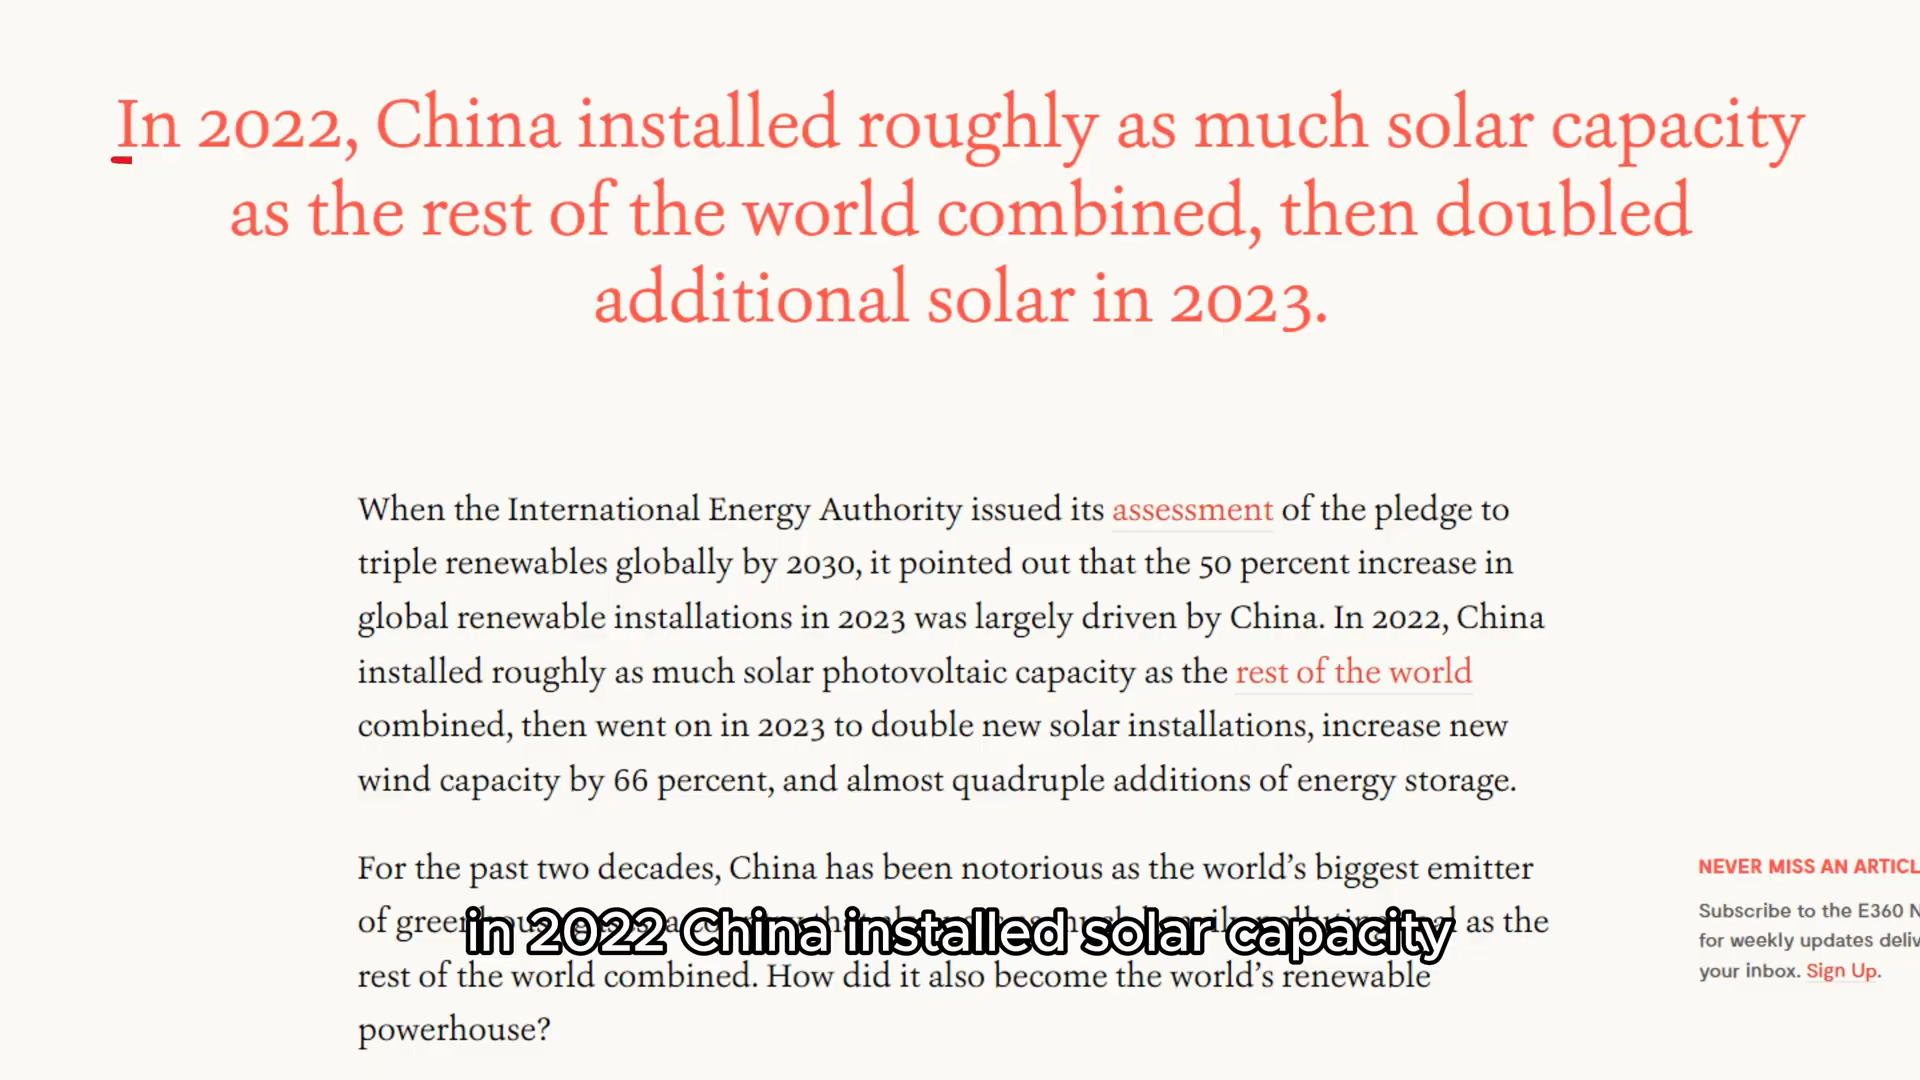 In 2022, China installed roughly as much solar capacity
as the rest of the world combined, then doubled
additional solar in 2023.
When the International Energy Authority issued its assessment of the pledge to
triple renewables globally by 2030, it pointed out that the 50 percent increase in
global renewable installations in 2023 was largely driven by China. In 2022, China
installed roughly as much solar photovoltaic capacity as the rest of the world
combined, then went on in 2023 to double new solar installations, increase new
wind capacity by 66 percent, and almost quadruple additions of energy storage.
For the past two decades, China has been notorious as the world's biggest emitter
of as the
rest of the world combined. How did it also become the world's renewable
powerhouse?
in 2022 China installed solar capacity
NEVER MISS AN ARTICL
Subscribe to the E360 N
for weekly updates deliv
your inbox. Sign Up.